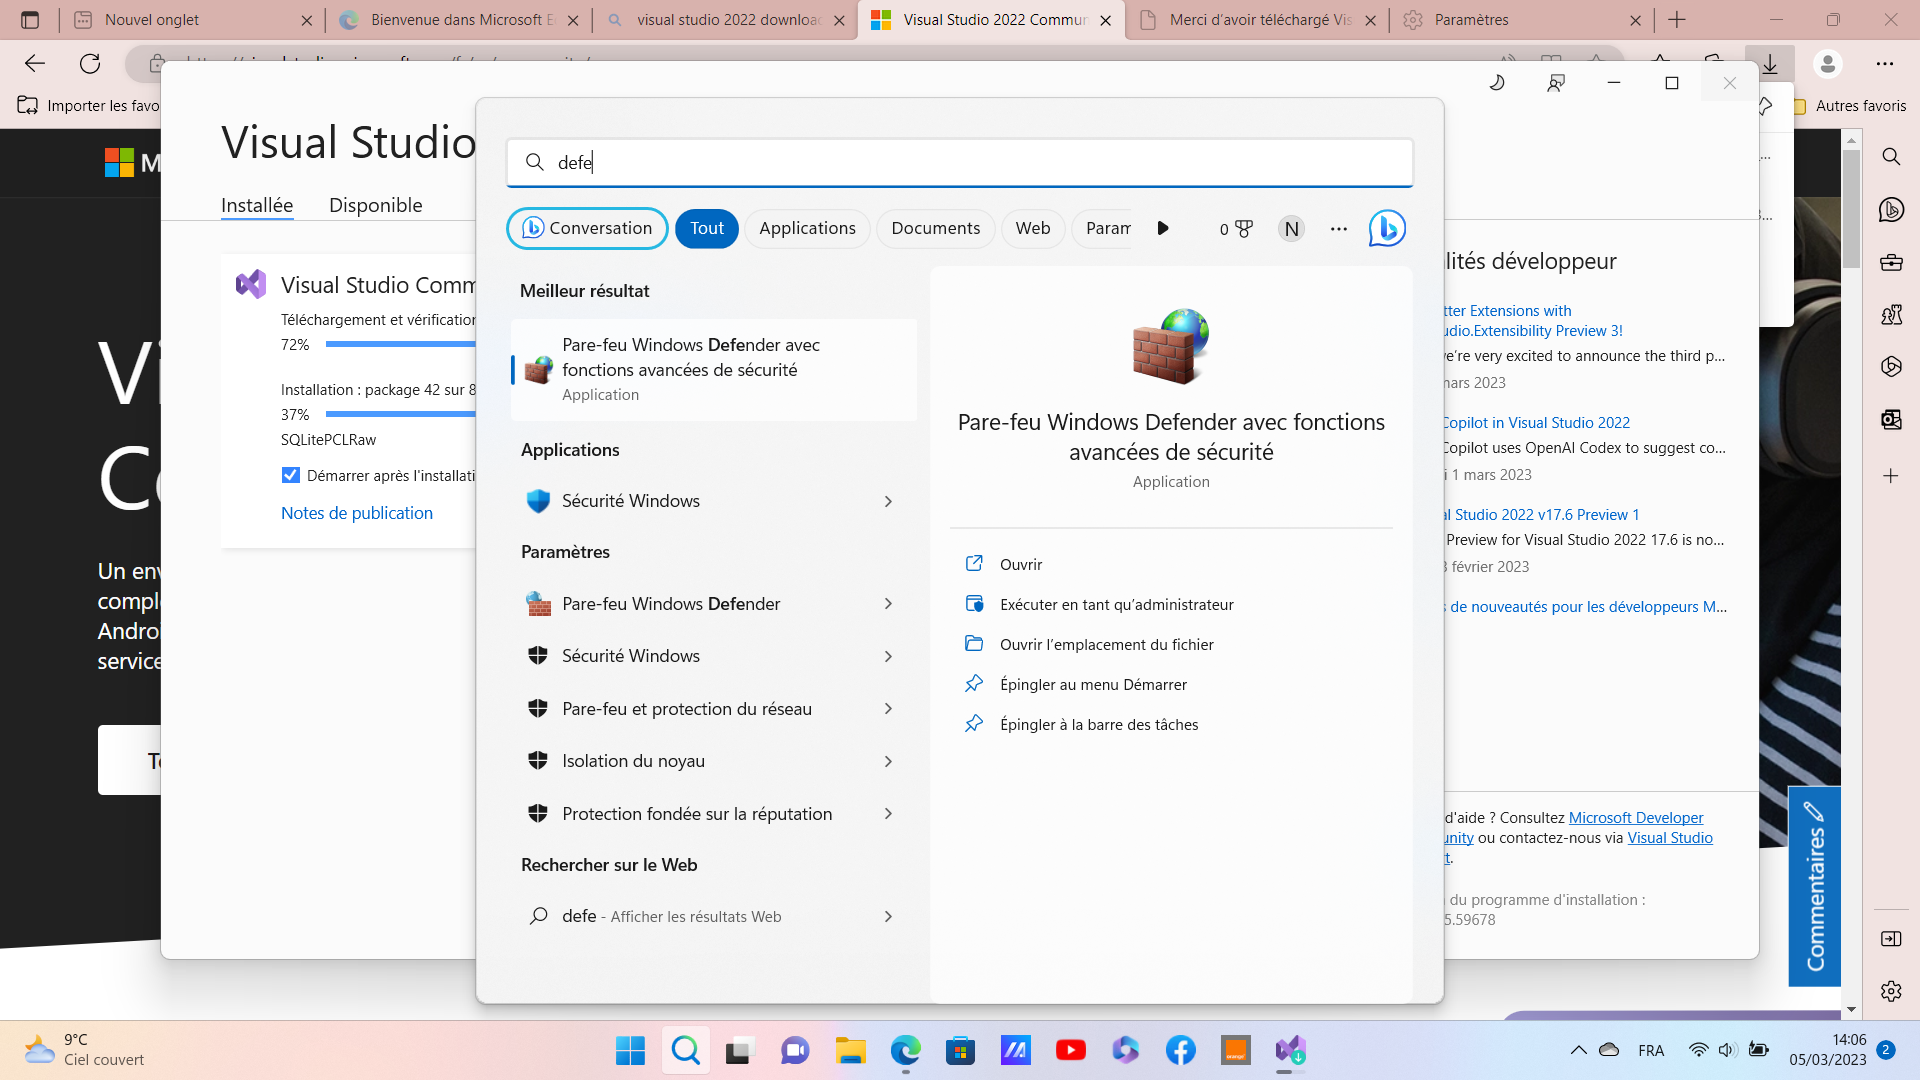 Nouvel onglet
Bienvenue dans Microsoft E
visual studio 2022 downloa
Visual Studio 2022 Commun
Merci d'avoir téléchargé Vis
Paramètres
Importer les favo
Autres favoris
Visual Studio
Installée
Disponible
Visual Studio Comm
Téléchargement et vérification
72%
Installation : package 42 sur 8
37%
SQLitePCLRaw
Démarrer après l'installati
Notes de publication
M
Vi
Co
Un env
comple
Androi
service
defe
Conversation
Tout
Applications
Documents
Web
Param
0
N
Meilleur résultat
Pare-feu Windows Defender avec
fonctions avancées de sécurité
Application
Applications
Sécurité Windows
Paramètres
Pare-feu Windows Defender
Sécurité Windows
Pare-feu et protection du réseau
Isolation du noyau
Protection fondée sur la réputation
Rechercher sur le Web
defe - Afficher les résultats Web
Pare-feu Windows Defender avec fonctions
avancées de sécurité
Application
Ouvrir
Exécuter en tant qu'administrateur
Ouvrir l'emplacement du fichier
Épingler au menu Démarrer
Épingler à la barre des tâches
lités développeur
tter Extensions with
udio.Extensibility Preview 3!
we're very excited to announce the third p...
mars 2023
Copilot in Visual Studio 2022
Copilot uses OpenAI Codex to suggest co...
i 1 mars 2023
al Studio 2022 v17.6 Preview 1
Preview for Visual Studio 2022 17.6 is no...
3 février 2023
s de nouveautés pour les développeurs M...
d'aide ? Consultez Microsoft Developer
unity ou contactez-nous via Visual Studio
t.
du programme d'installation :
5.59678
Commentaires
9°C
Ciel couvert
FRA
14:06
05/03/2023
2